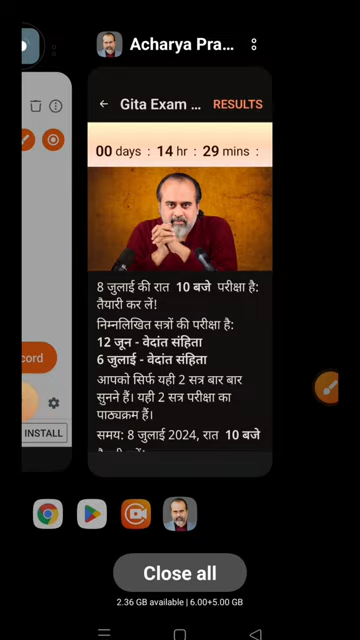 Acharya Pra...
Gita Exam ...
RESULTS
00 days : 14 hr : 29 mins :
8 जुलाई की रात 10 बजे परीक्षा है:
तैयारी कर लें!
निम्नलिखित सत्रों की परीक्षा है:
12 जून - वेदांत संहिता
6 जुलाई - वेदांत संहिता
आपको सिर्फ यही 2 सत्र बार बार
सुनने हैं। यही 2 सत्र परीक्षा का
पाठ्यक्रम हैं।
समय: 8 जुलाई 2024, रात 10 बजे
cord
INSTALL
Close all
2.36 GB available | 6.00+5.00 GB